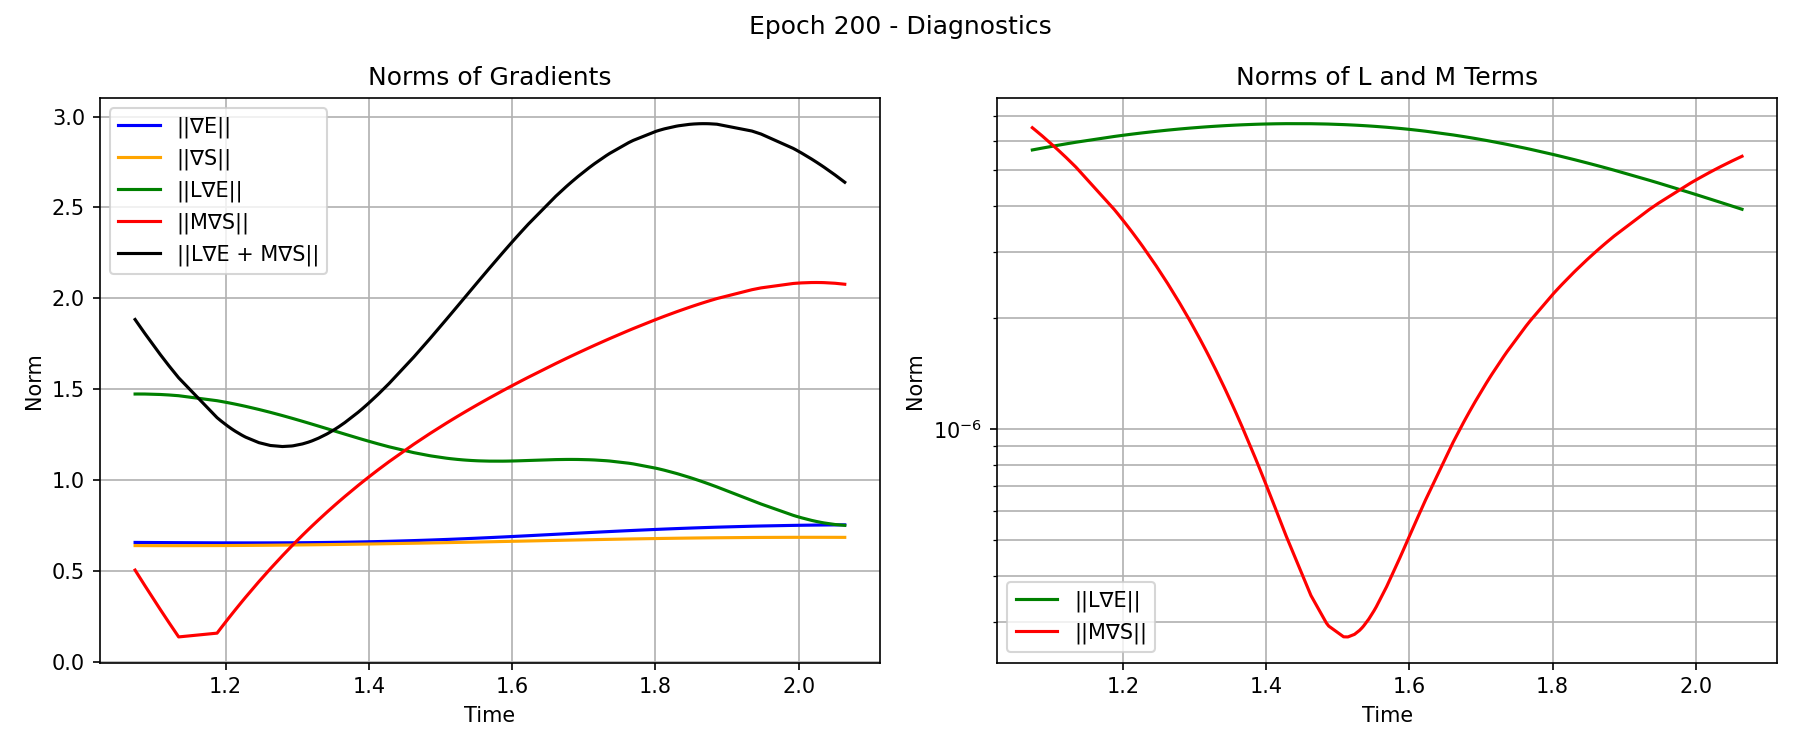 Epoch 200 - Diagnostics
Norms of Gradients
Norm
3.0
2.5
2.0
1.5
1.0
0.5
0.0
||∇E||
||∇S||
||L∇E||
||M∇S||
||L∇E + M∇S||
1.2 1.4 1.6 1.8 2.0
Time
Norms of L and M Terms
Norm
10⁻⁶
||L∇E||
||M∇S||
1.2 1.4 1.6 1.8 2.0
Time